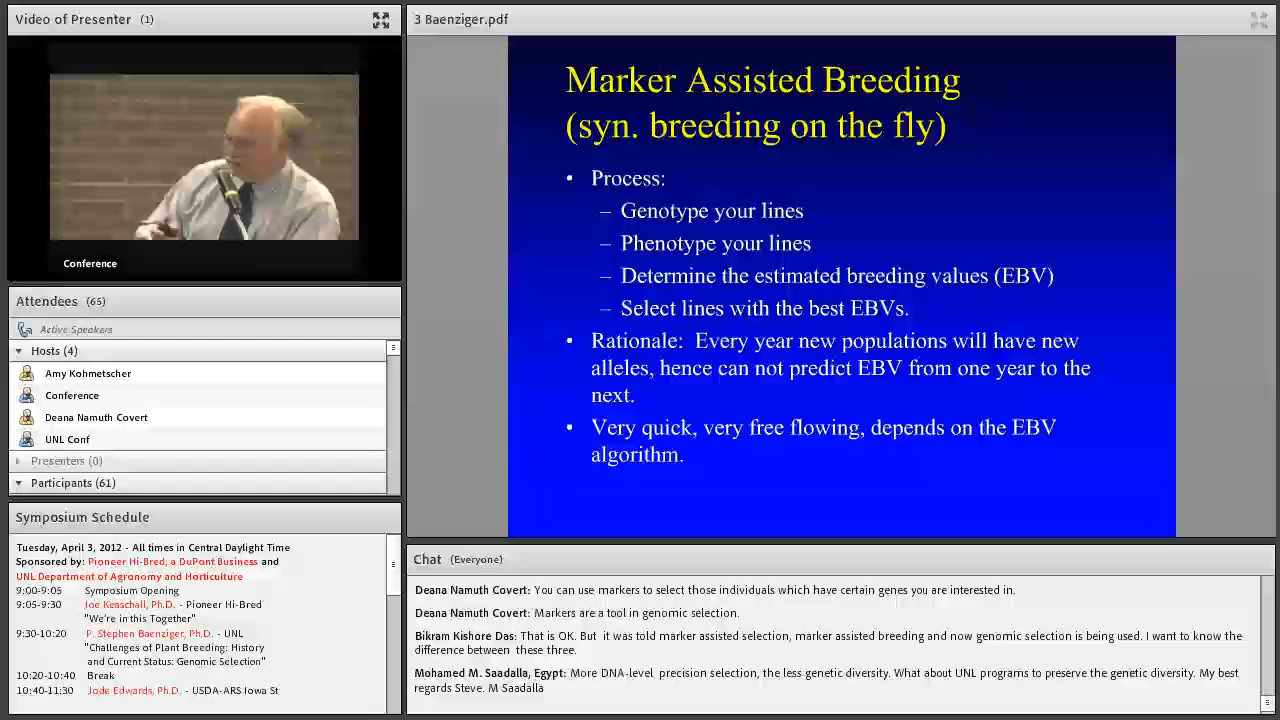 Video of Presenter (1)
Conference
Attendees (65)
Active Speakers
Hosts (4)
Amy Kohmetscher
Conference
Deana Namuth Covert
UNL Conf
Presenters (0)
Participants (61)
Symposium Schedule
Tuesday, April 3, 2012 - All times in Central Daylight Time
Sponsored by: Pioneer Hi-Bred, a DuPont Business and
UNL Department of Agronomy and Horticulture
9:00-9:05 Symposium Opening
9:05-9:30 Joe Keaschall, Ph.D. - Pioneer Hi-Bred
"We're in this Together"
9:30-10:20 P. Stephen Baenziger, Ph.D. - UNL
"Challenges of Plant Breeding: History
and Current Status: Genomic Selection"
10:20-10:40 Break
10:40-11:30 Jode Edwards, Ph.D. - USDA-ARS Iowa St
3 Baenziger.pdf
Marker Assisted Breeding
(syn. breeding on the fly)
• Process:
– Genotype your lines
– Phenotype your lines
– Determine the estimated breeding values (EBV)
– Select lines with the best EBVs.
• Rationale: Every year new populations will have new
alleles, hence can not predict EBV from one year to the
next.
• Very quick, very free flowing, depends on the EBV
algorithm.
Chat (Everyone)
Deana Namuth Covert: You can use markers to select those individuals which have certain genes you are interested in.
Deana Namuth Covert: Markers are a tool in genomic selection.
Bikram Kishore Das: That is OK. But it was told marker assisted selection, marker assisted breeding and now genomic selection is being used. I want to know the
difference between these three.
Mohamed M. Saadalla, Egypt: More DNA-level precision selection, the less genetic diversity. What about UNL programs to preserve the genetic diversity. My best
regards Steve. M Saadalla